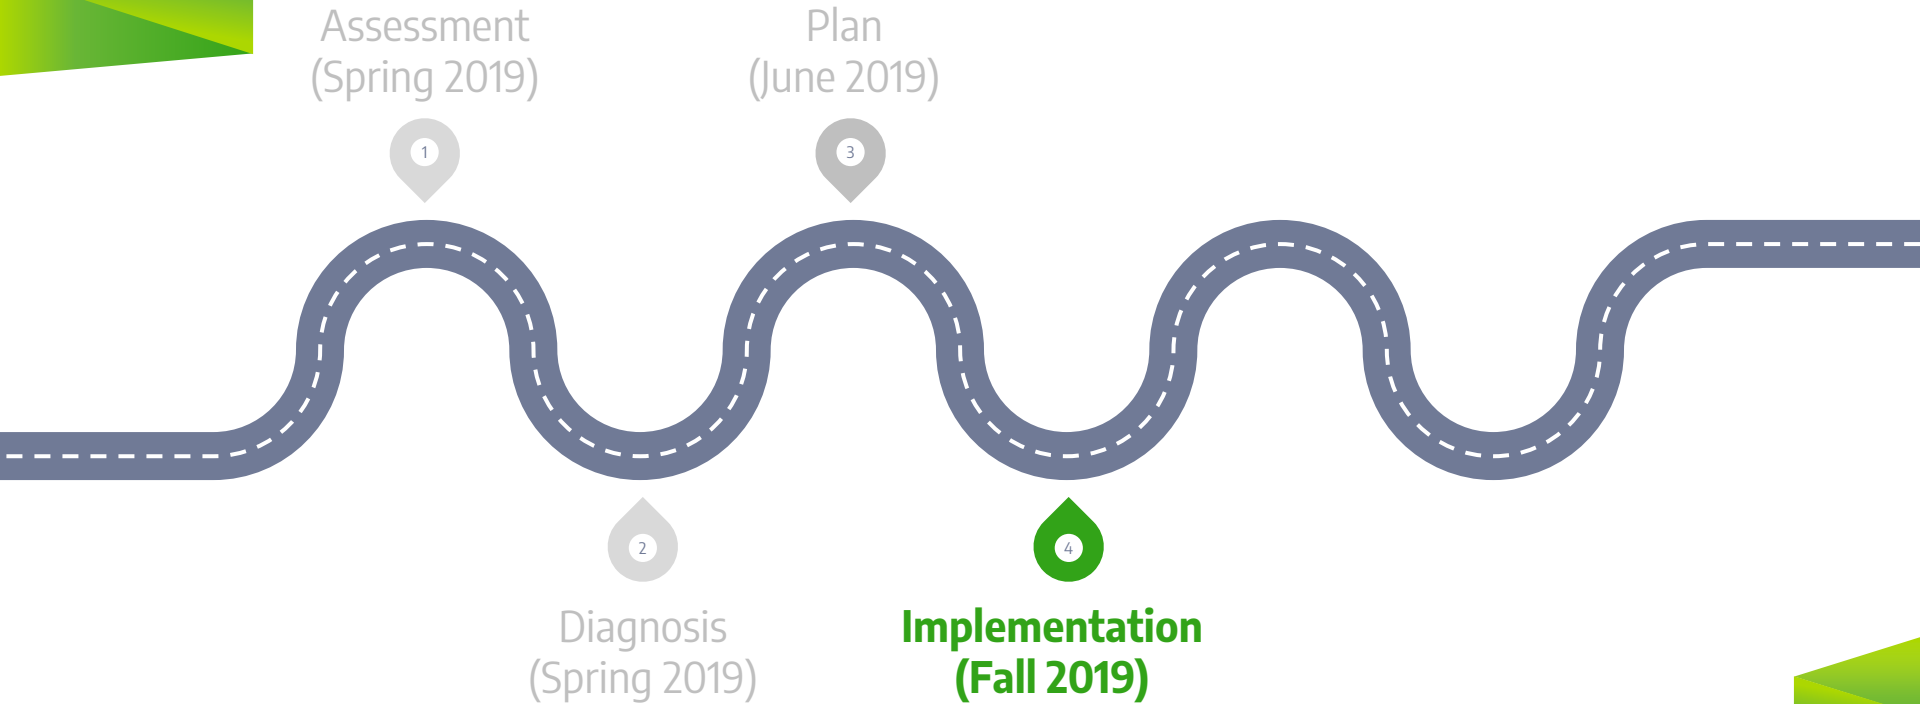 Assessment
(Spring 2019)
1
Diagnosis
(Spring 2019)
2
Plan
(June 2019)
3
Implementation
(Fall 2019)
4